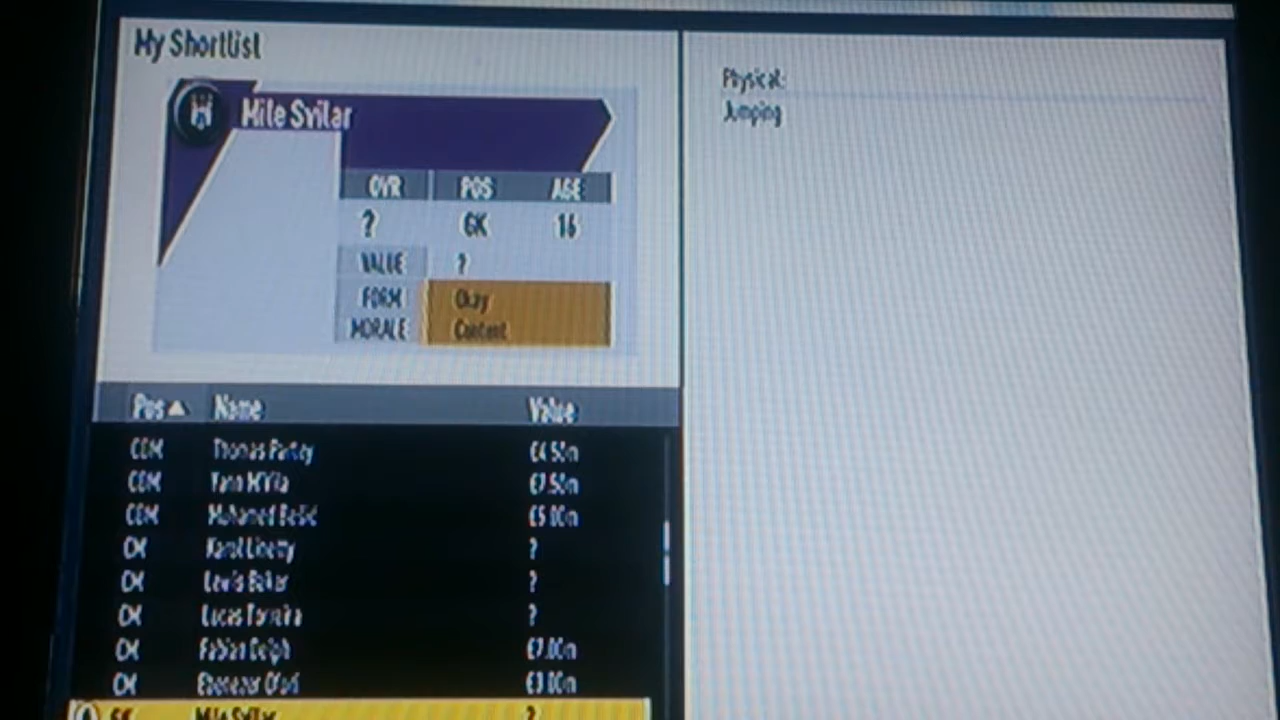 My Shortlist
Mile Svilar
OVR POS AGE
? GK 16
VALUE ?
FORM Okay
MORALE Content
Pos Name Value
CDM Thomas Partey £4.50m
CDM Yann M'Vila £7.50m
CDM Mohamed Bešić £5.00m
CM Karol Linetty ?
CM Lewis Baker ?
CM Lucas ?
CM Fabian Delph £7.00m
CM Ebenezer Ofori £3.00m
A GK Mile Svilar ?
Physical:
Jumping